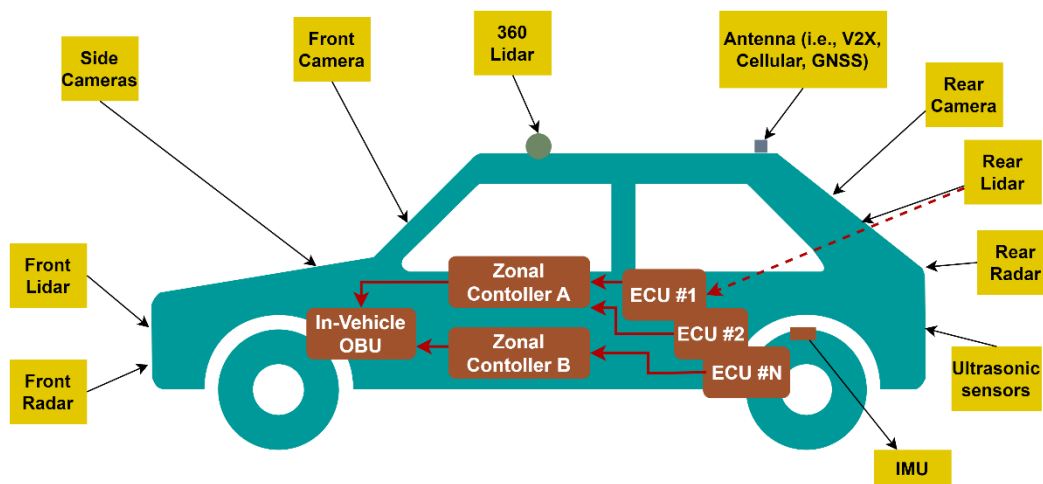 Side
Cameras
Front
Camera
360
Lidar
Antenna (i.e., V2X,
Cellular, GNSS)
Rear
Camera
Rear
Lidar
Front
Lidar
Zonal
Contoller A
ECU #1
Rear
Radar
In-Vehicle
OBU
ECU #2
Zonal
Contoller B
ECU #N
Front
Radar
Ultrasonic
sensors
IMU